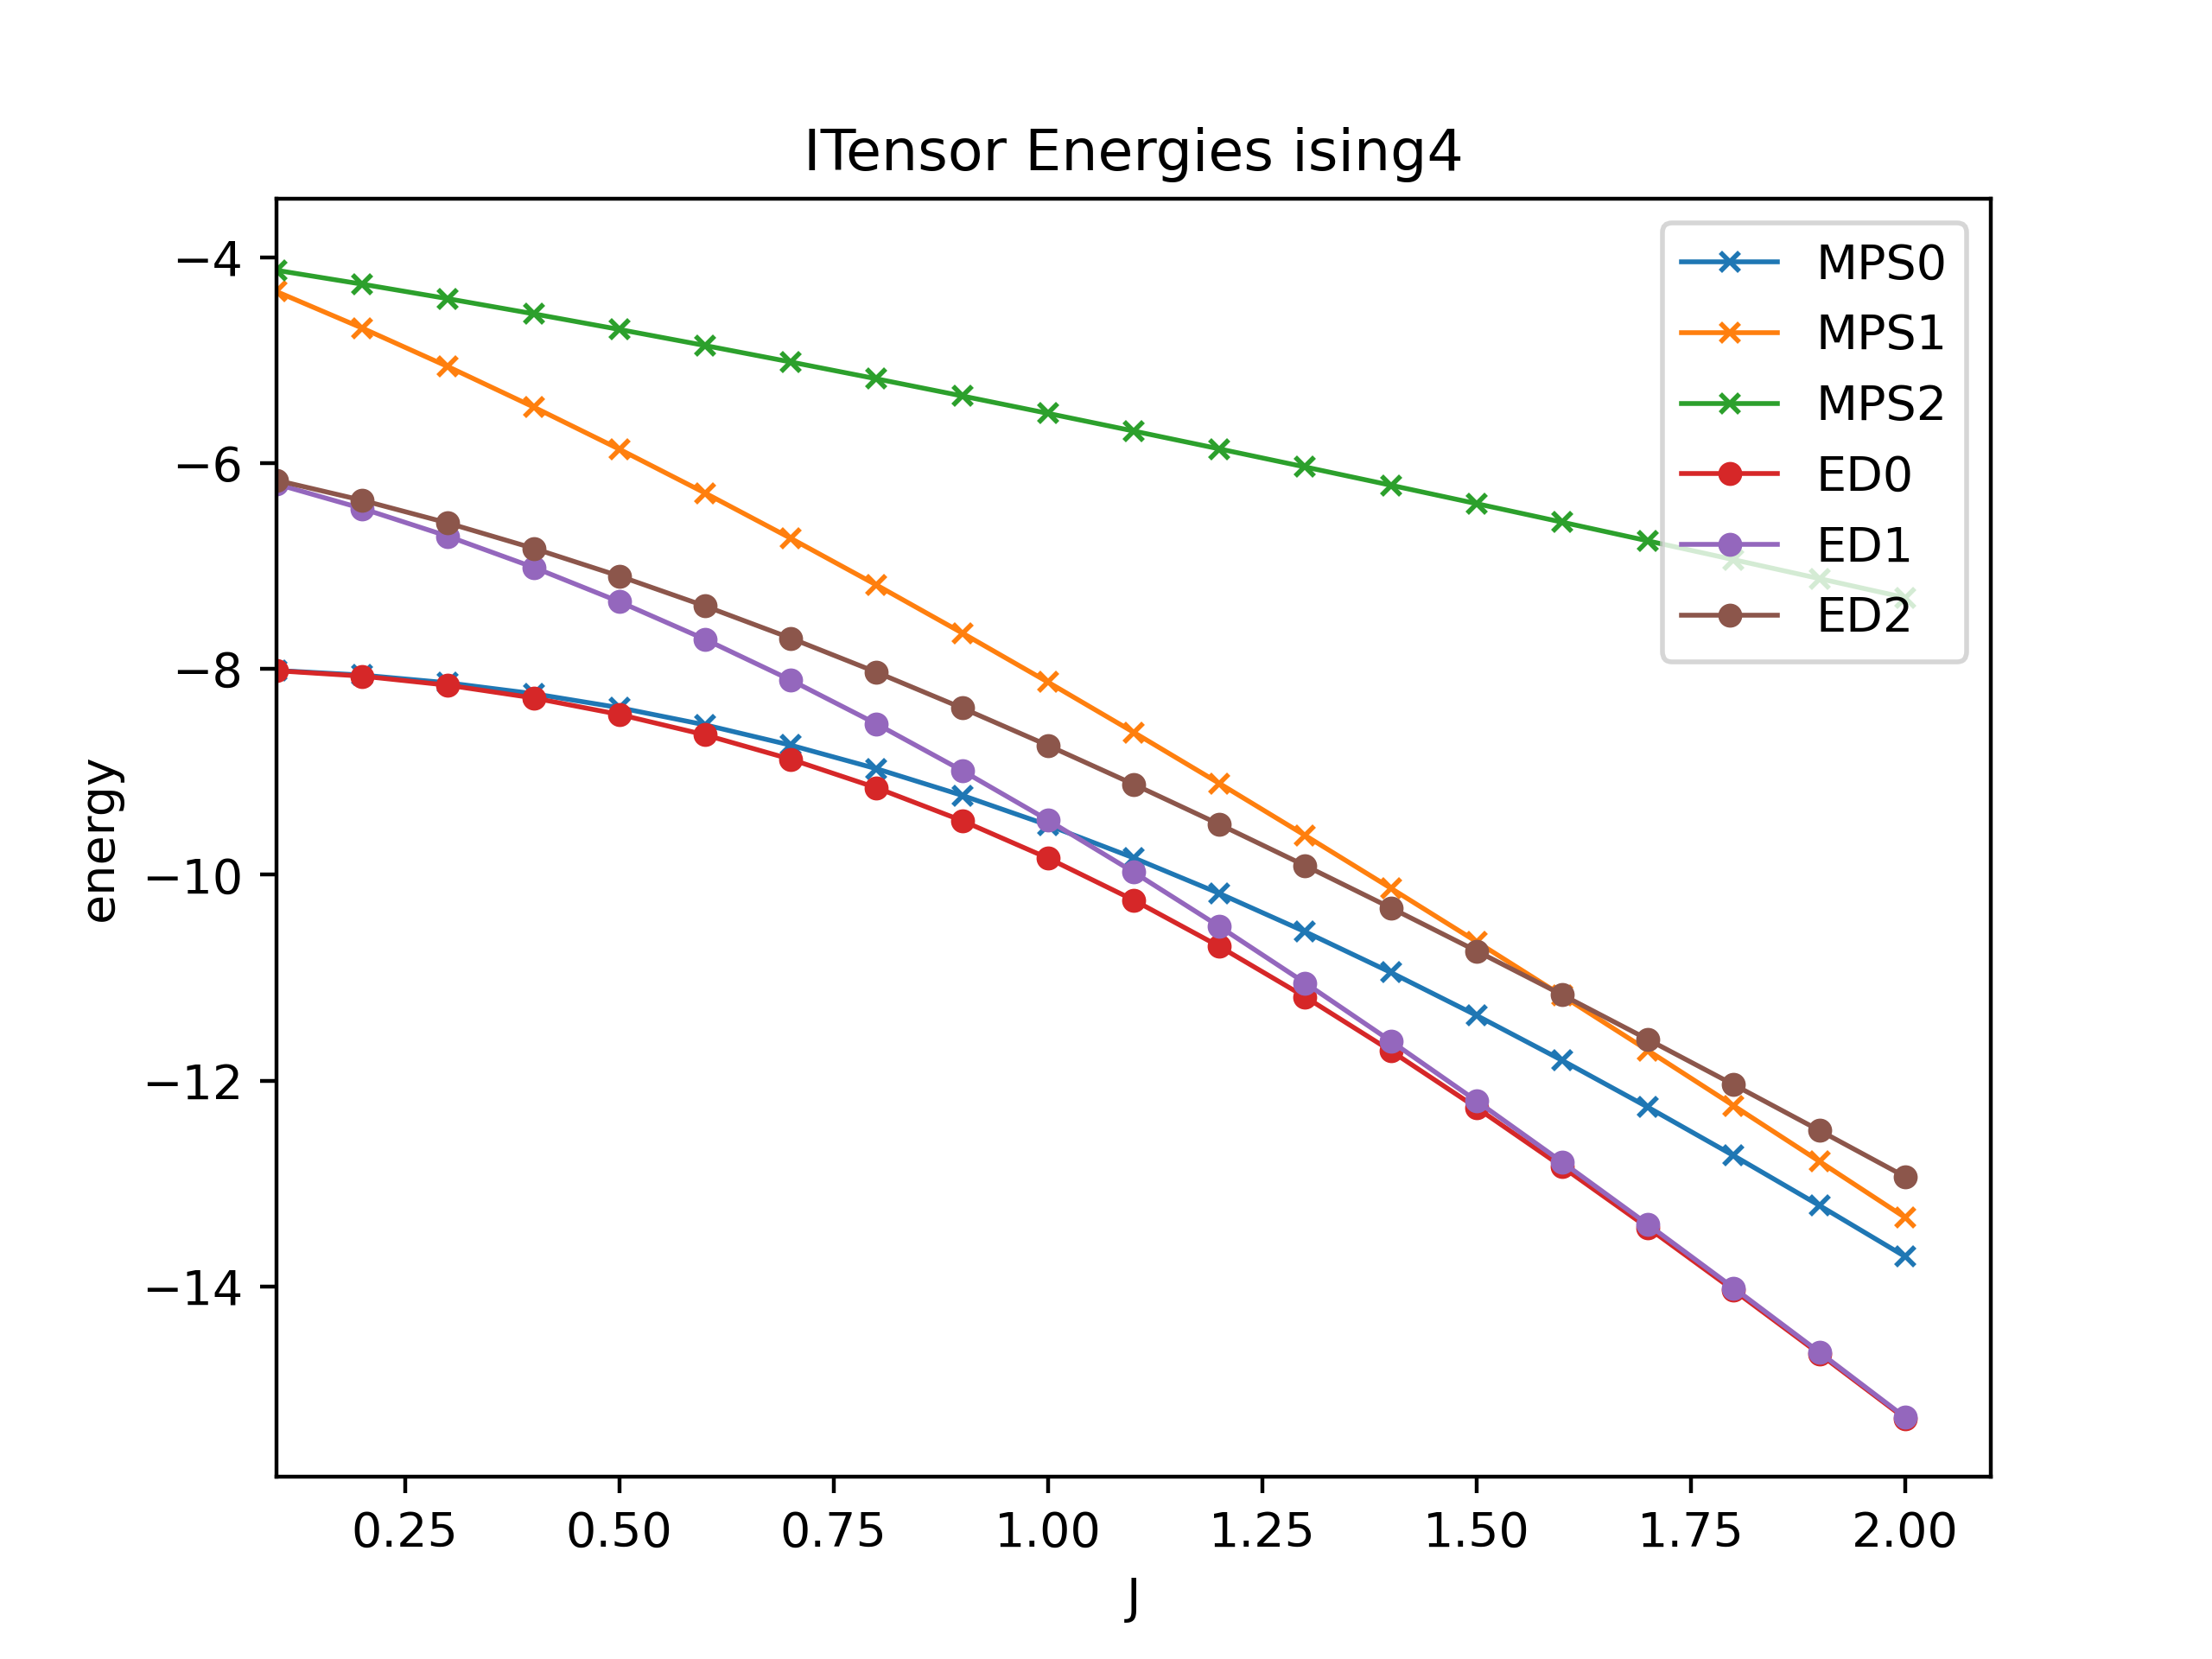 ITensor Energies ising4
MPS0
MPS1
MPS2
ED0
ED1
ED2
energy
−4
−6
−8
−10
−12
−14
0.25 0.50 0.75 1.00 1.25 1.50 1.75 2.00
J